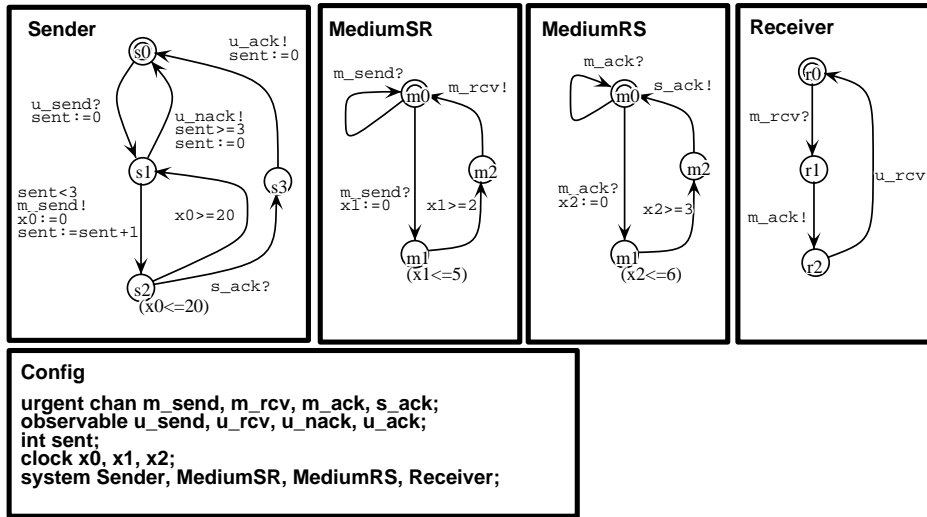 Sender
s0
u_ack!
sent:=0
u_send?
sent:=0
u_nack!
sent>=3
sent:=0
s1
s3
sent<3
m_send!
x0:=0
sent:=sent+1
x0>=20
s2
s_ack?
(x0<=20)
MediumSR
m_send?
m0
m_rcv!
m2
m_send?
x1:=0
x1>=2
m1
(x1<=5)
MediumRS
m_ack?
m0
s_ack!
m2
m_ack?
x2:=0
x2>=3
m1
(x2<=6)
Receiver
r0
m_rcv?
r1
u_rcv
m_ack!
r2
Config
urgent chan m_send, m_rcv, m_ack, s_ack;
observable u_send, u_rcv, u_nack, u_ack;
int sent;
clock x0, x1, x2;
system Sender, MediumSR, MediumRS, Receiver;